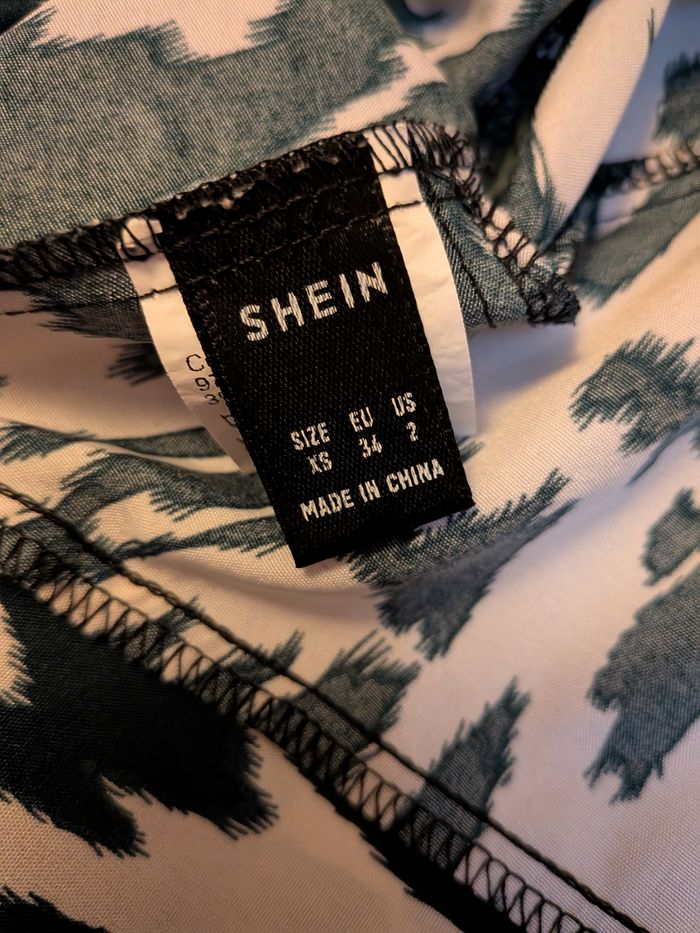 SHEIN
SIZE EU US
XS 34 2
MADE IN CHINA